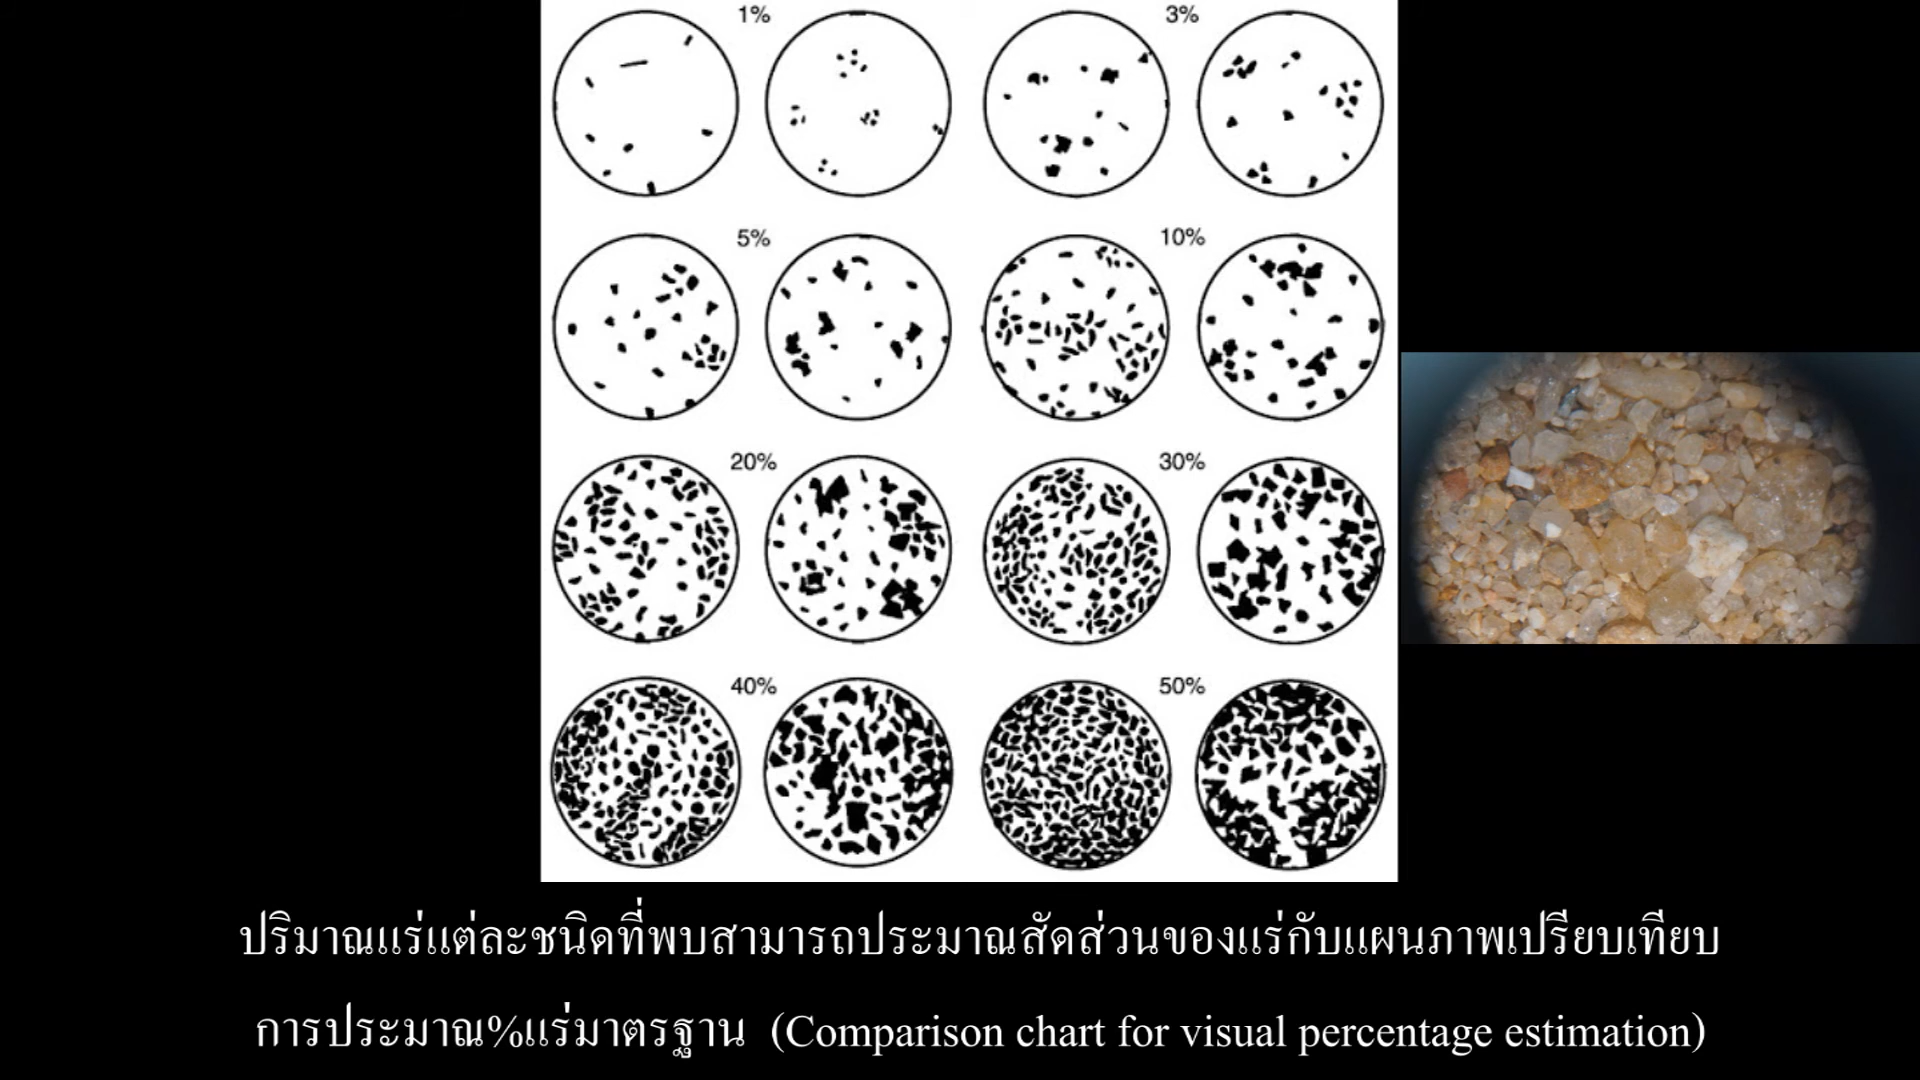 1% 3%
5% 10%
20% 30%
40% 50%
ปริมาณแร่แต่ละชนิดที่พบสามารถประมาณสัดส่วนของแร่กับแผนภาพเปรียบเทียบ
การประมาณ%แร่มาตรฐาน (Comparison chart for visual percentage estimation)